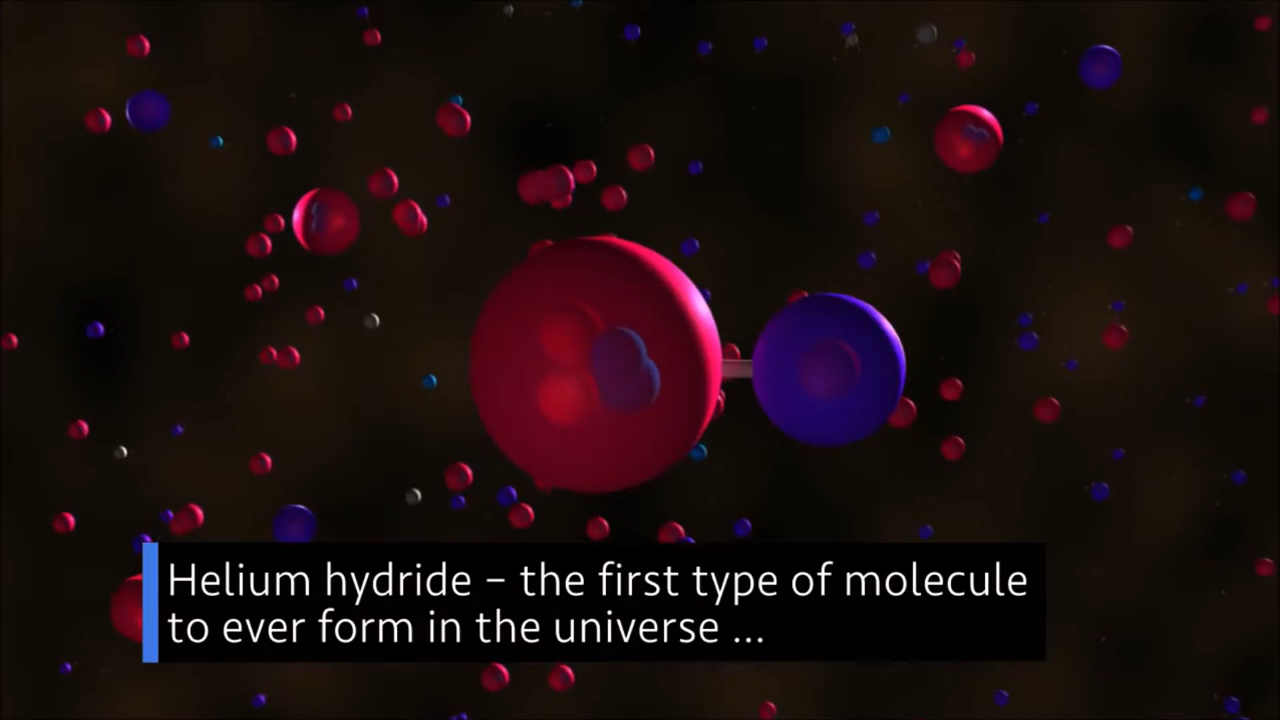 Helium hydride – the first type of molecule
to ever form in the universe ...